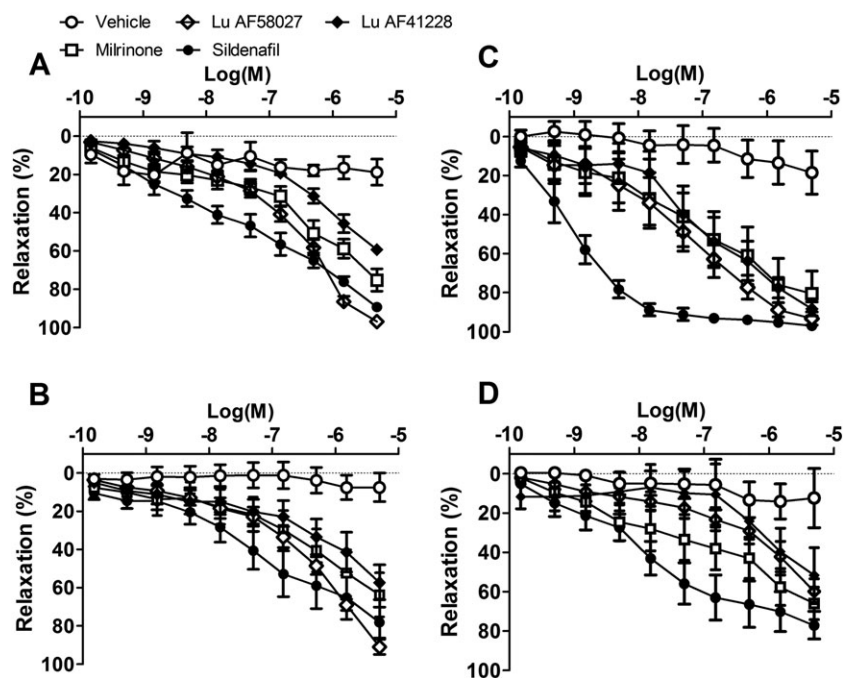 Vehicle Lu AF58027 Lu AF41228
Milrinone Sildenafil
A
Log(M)
-10 -9 -8 -7 -6 -5
0
20
40
60
80
100
Relaxation (%)
C
Log(M)
-10 -9 -8 -7 -6 -5
0
20
40
60
80
100
Relaxation (%)
B
Log(M)
-10 -9 -8 -7 -6 -5
0
20
40
60
80
100
Relaxation (%)
D
Log(M)
-10 -9 -8 -7 -6 -5
0
20
40
60
80
100
Relaxation (%)